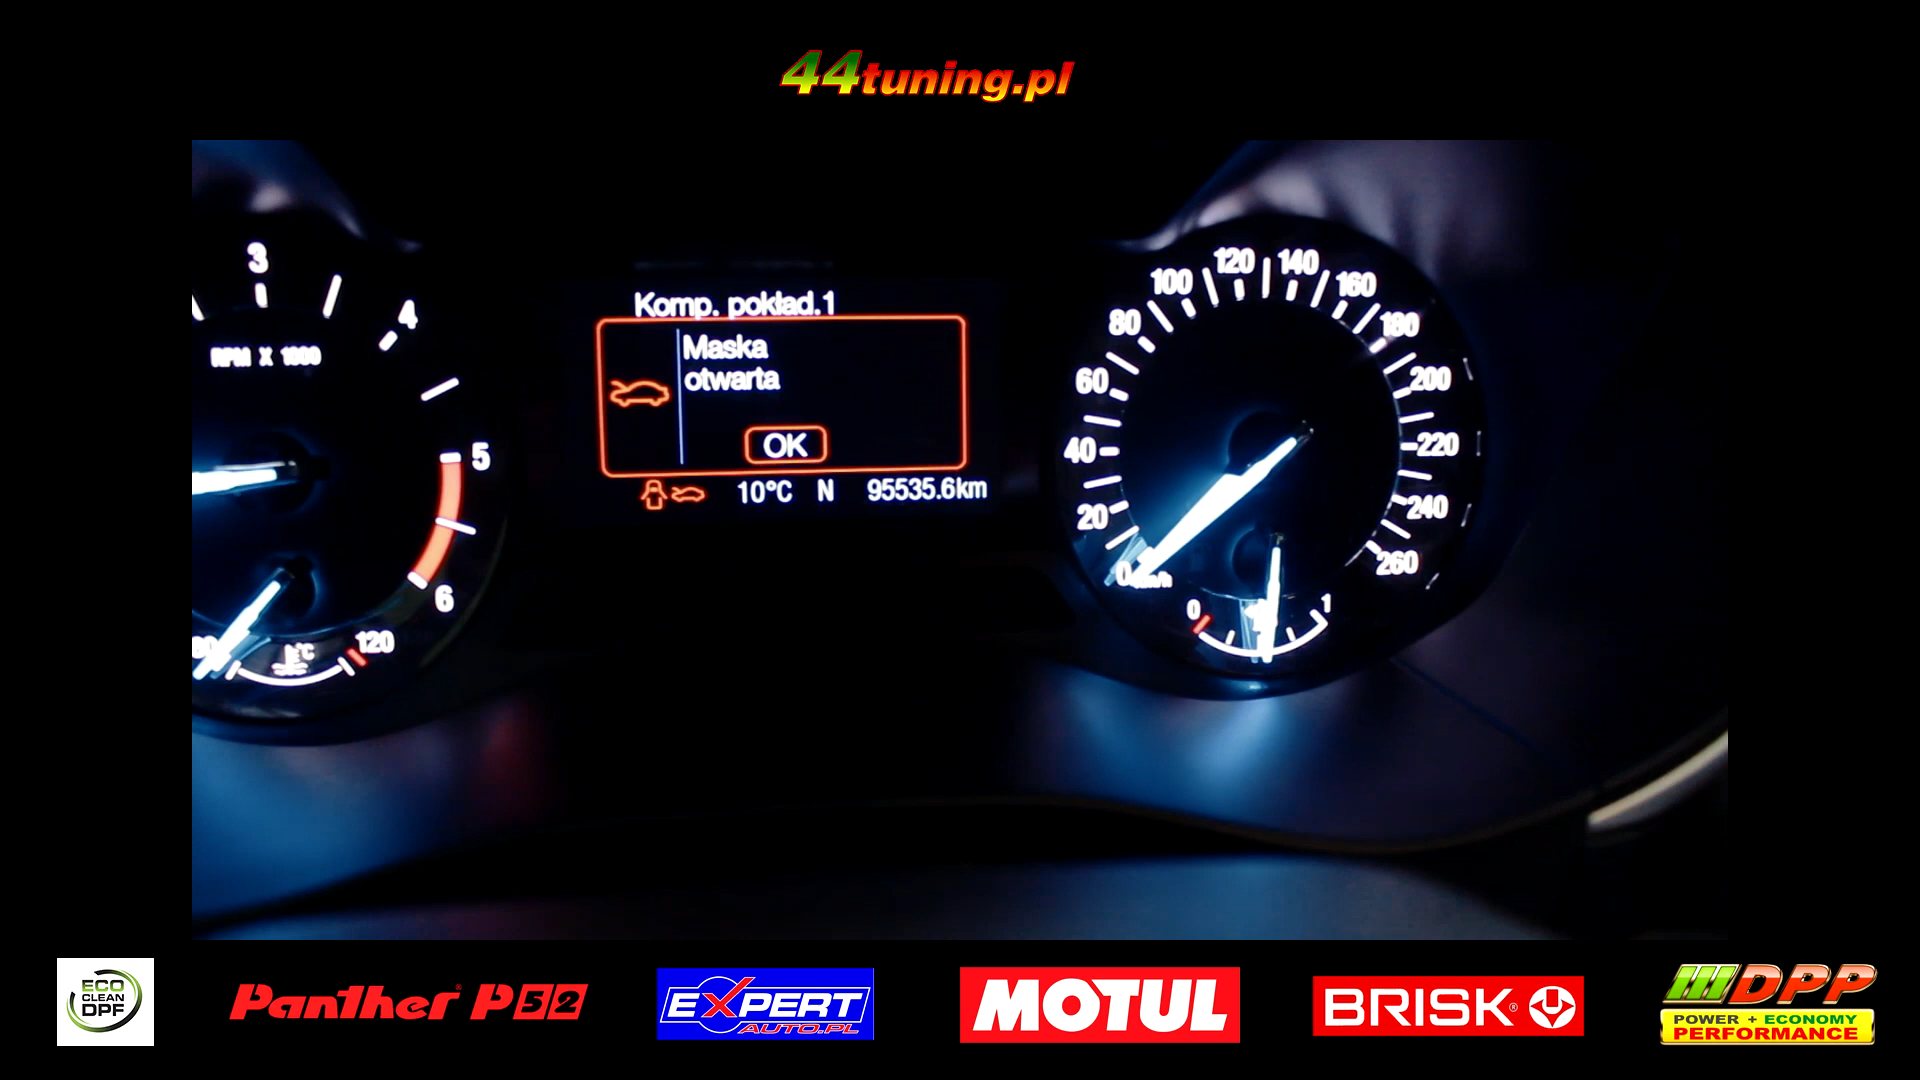 44tuning.pl
3
4
RPM X 1000
5
6
120
°C
Komp. pokład.1
Maska
otwarta
OK
10°C N 95535.6km
0
20
40
60
80
100
120
140
160
180
200
220
240
260
km/h
0
1
ECO
CLEAN
DPF
Panther® P52
EXPERT
AUTO.PL
MOTUL
BRISK®
DPP
POWER + ECONOMY
PERFORMANCE